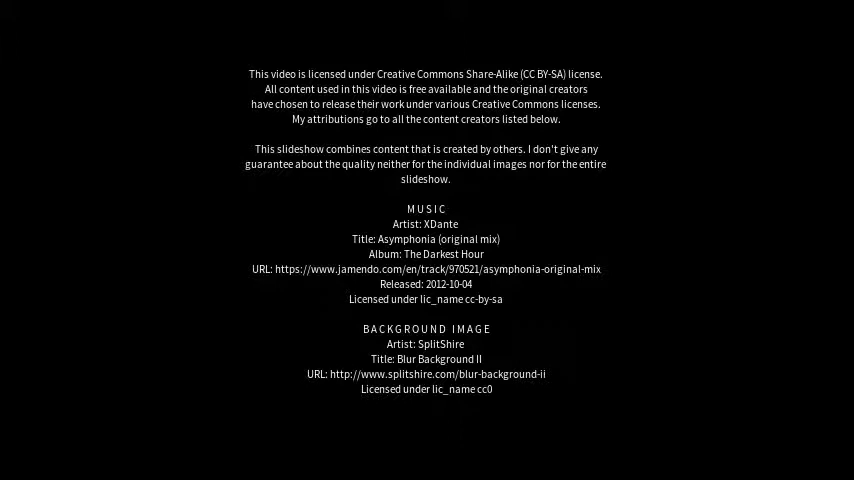 This video is licensed under Creative Commons Share-Alike (CC BY-SA) license.
All content used in this video is free available and the original creators
have chosen to release their work under various Creative Commons licenses.
My attributions go to all the content creators listed below.
This slideshow combines content that is created by others. I don't give any
guarantee about the quality neither for the individual images nor for the entire
slideshow.
MUSIC
Artist: XDante
Title: Asymphonia (original mix)
Album: The Darkest Hour
URL: https://www.jamendo.com/en/track/970521/asymphonia-original-mix
Released: 2012-10-04
Licensed under lic_name cc-by-sa
BACKGROUND IMAGE
Artist: SplitShire
Title: Blur Background II
URL: http://www.splitshire.com/blur-background-ii
Licensed under lic_name cc0